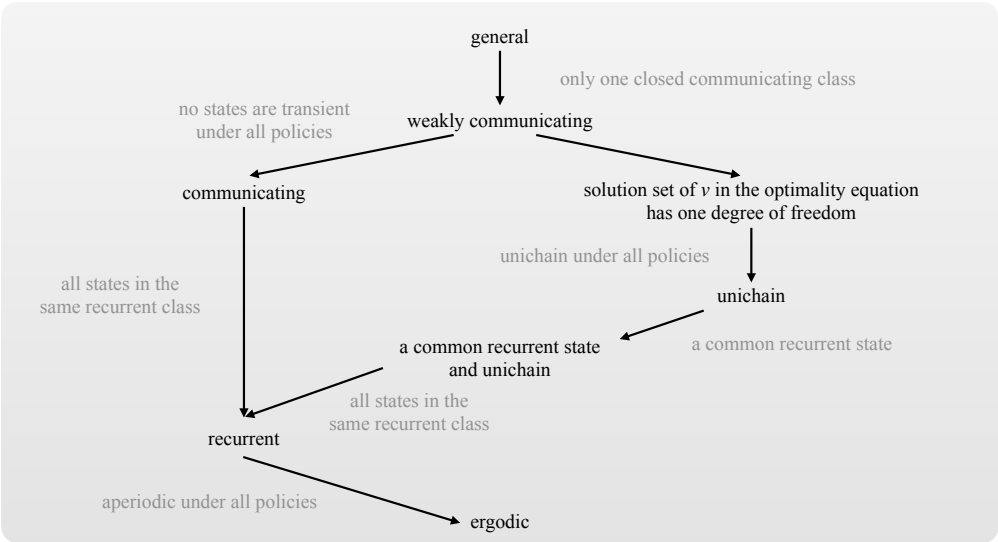 general
only one closed communicating class
no states are transient
under all policies
weakly communicating
communicating
solution set of v in the optimality equation
has one degree of freedom
unichain under all policies
all states in the
same recurrent class
unichain
a common recurrent state
a common recurrent state
and unichain
all states in the
same recurrent class
recurrent
aperiodic under all policies
ergodic